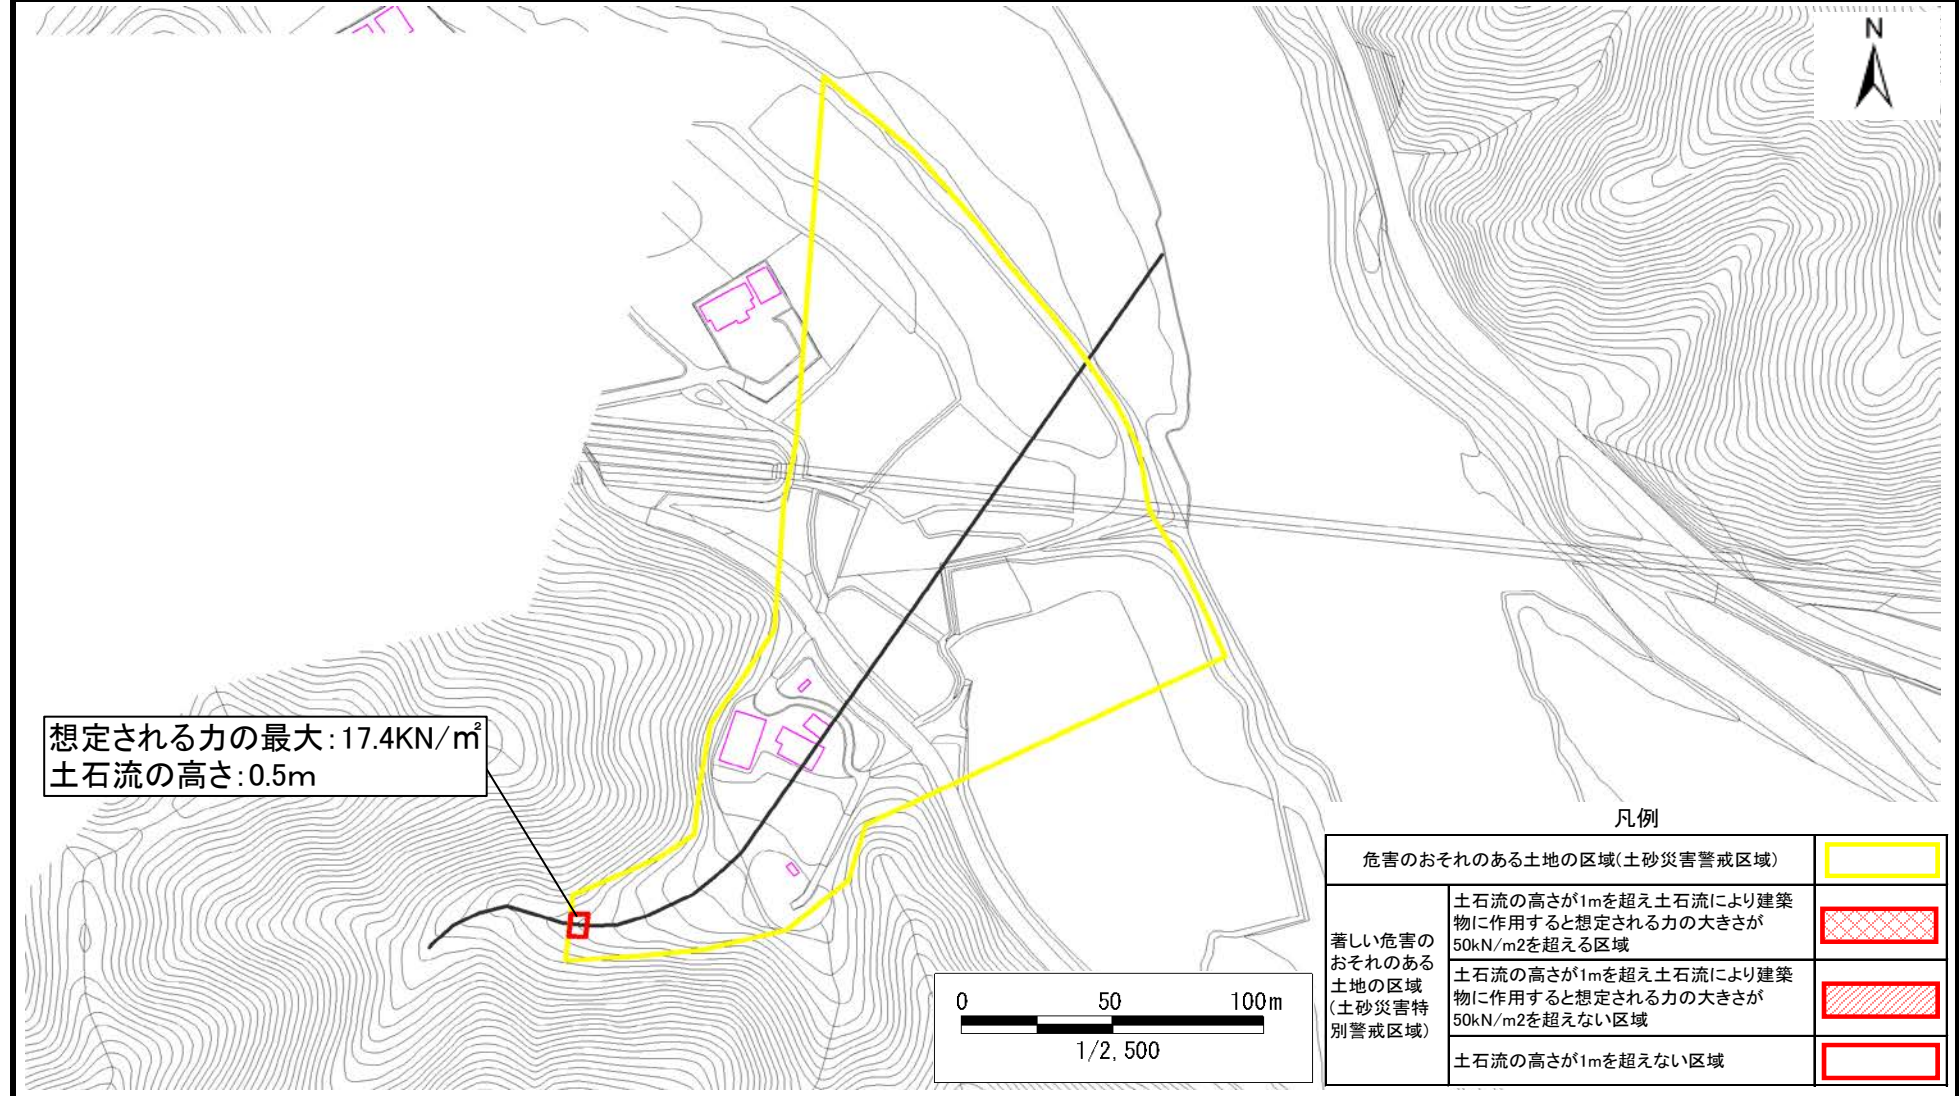 N
想定される力の最大:17.4KN/㎡
土石流の高さ:0.5m
凡例
危害のおそれのある土地の区域(土砂災害警戒区域)
著しい危害の
おそれのある
土地の区域
(土砂災害特
別警戒区域)
土石流の高さが1mを超え土石流により建築
物に作用すると想定される力の大きさが
50kN/m2を超える区域
土石流の高さが1mを超え土石流により建築
物に作用すると想定される力の大きさが
50kN/m2を超えない区域
土石流の高さが1mを超えない区域
0 50 100m
1/2,500